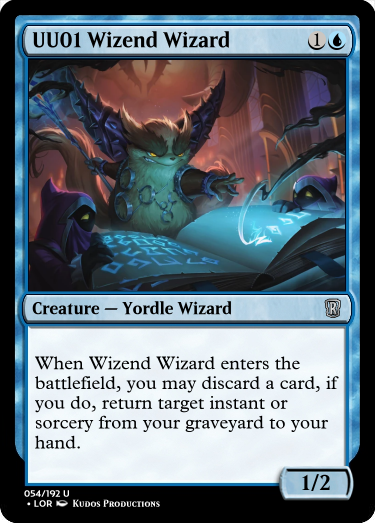 UU01 Wizend Wizard 1
Creature — Yordle Wizard R
When Wizend Wizard enters the
battlefield, you may discard a card, if
you do, return target instant or
sorcery from your graveyard to your
hand.
1/2
054/192 U
• LOR Kudos Productions